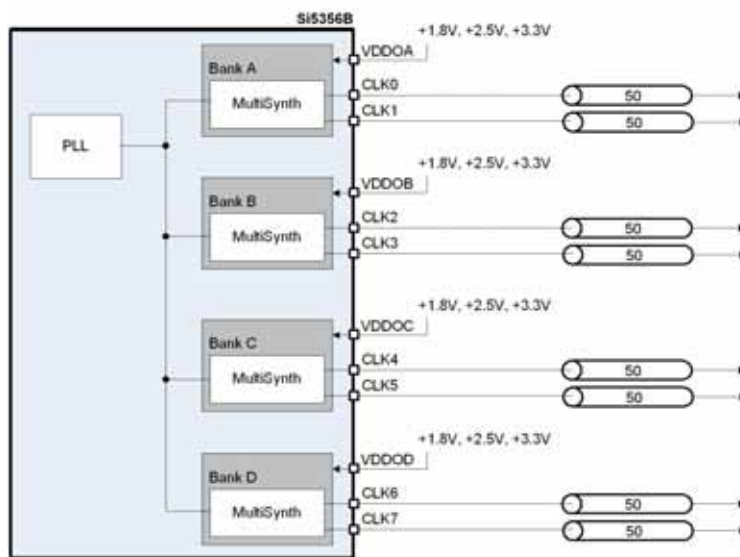 Si5356B
+1.8V, +2.5V, +3.3V
VDDOA
Bank A
CLK0
MultiSynth
50
CLK1
50
PLL
+1.8V, +2.5V, +3.3V
VDDOB
Bank B
CLK2
MultiSynth
50
CLK3
50
+1.8V, +2.5V, +3.3V
VDDOC
Bank C
CLK4
MultiSynth
50
CLK5
50
+1.8V, +2.5V, +3.3V
VDDOD
Bank D
CLK6
MultiSynth
50
CLK7
50